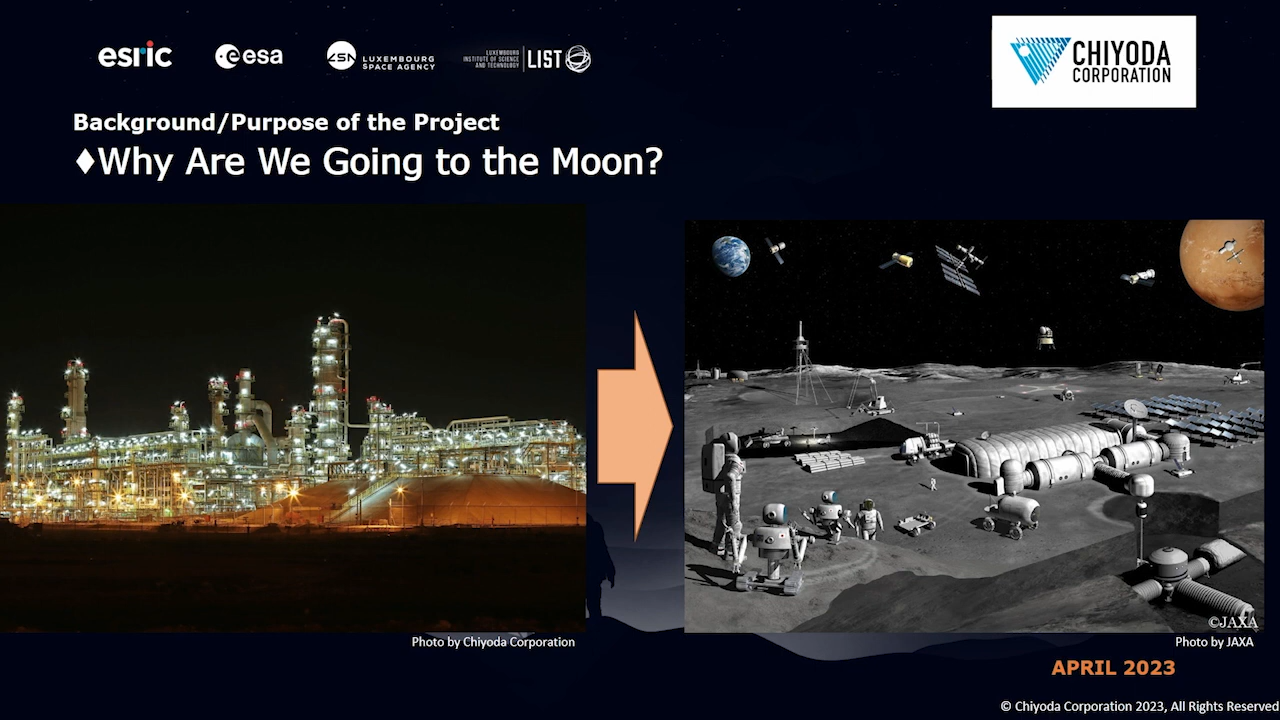 esric
esa
LSA LUXEMBOURG
SPACE AGENCY
LUXEMBOURG
INSTITUTE OF SCIENCE
AND TECHNOLOGY
LIST
CHIYODA
CORPORATION
Background/Purpose of the Project
♦Why Are We Going to the Moon?
©JAXA
Photo by Chiyoda Corporation
Photo by JAXA
APRIL 2023
© Chiyoda Corporation 2023, All Rights Reserved